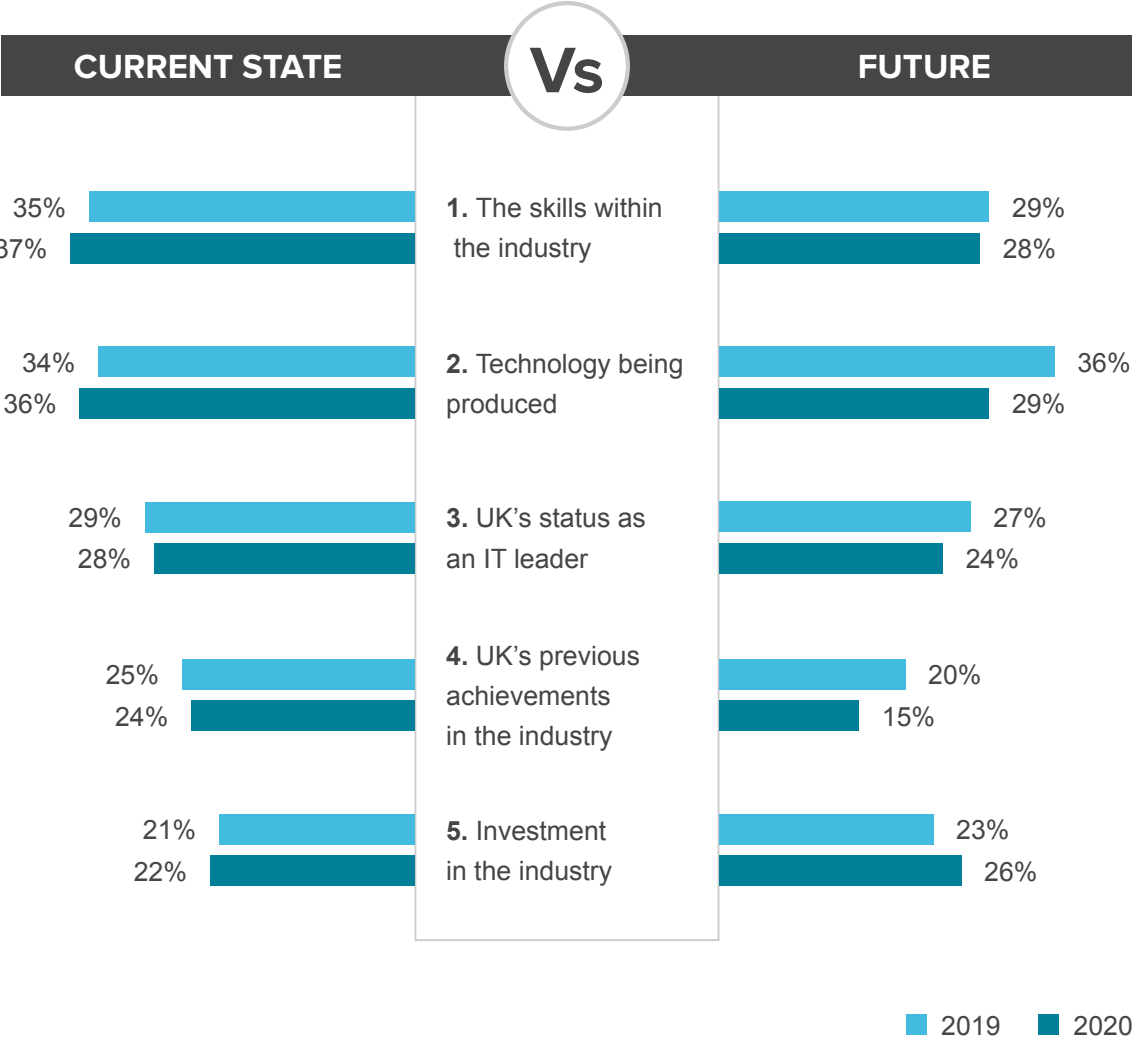 CURRENT STATE Vs FUTURE
35% 1. The skills within 29%
37% the industry 28%
34% 2. Technology being 36%
36% produced 29%
29% 3. UK’s status as 27%
28% an IT leader 24%
4. UK’s previous
25% achievements 20%
24% in the industry 15%
21% 5. Investment 23%
22% in the industry 26%
2019 2020